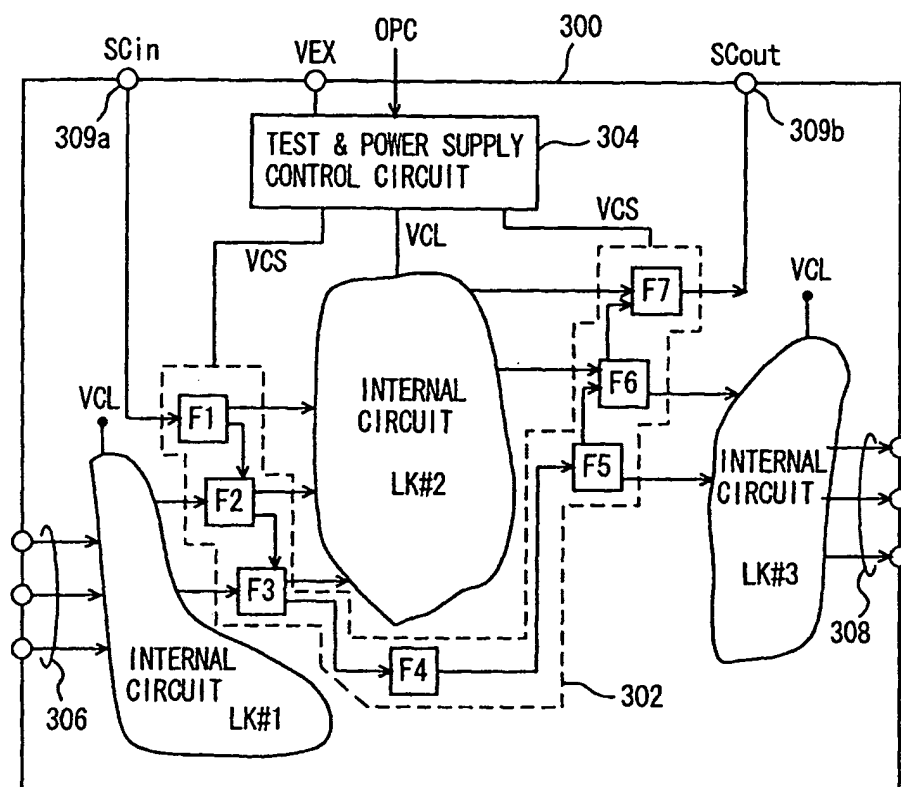 OPC
SCin
VEX
300
SCout
309a
309b
TEST & POWER SUPPLY
CONTROL CIRCUIT
304
VCS
VCL
VCS
F7
VCL
VCL
F1
INTERNAL
CIRCUIT
LK#2
F6
F5
INTERNAL
CIRCUIT
LK#3
F2
F3
F4
INTERNAL
CIRCUIT
LK#1
306
302
308